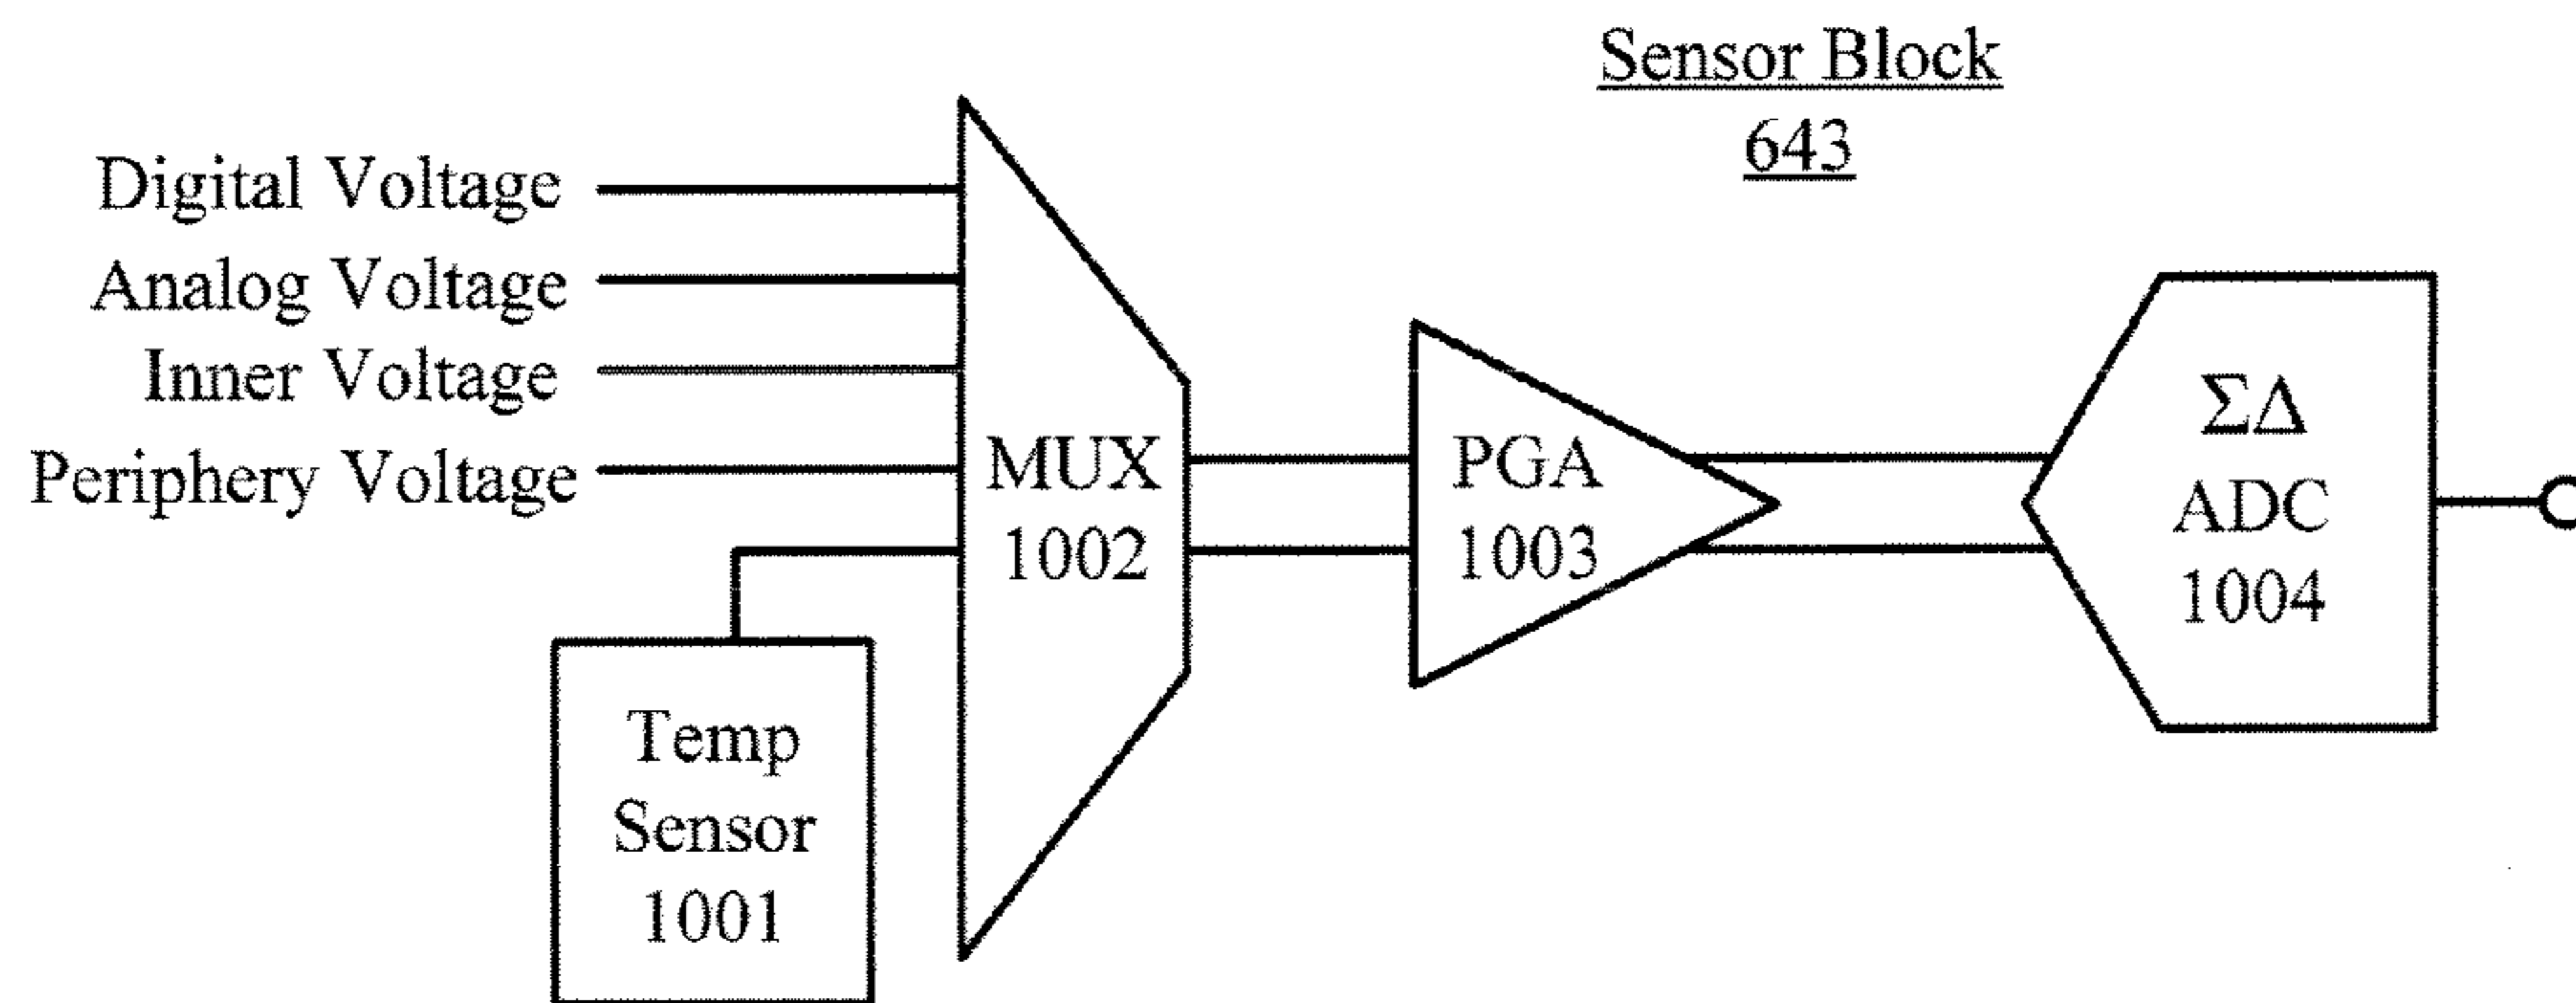 Sensor Block
643
Digital Voltage
Analog Voltage
Inner Voltage
Periphery Voltage
MUX
1002
PGA
1003
ΣΔ
ADC
1004
Temp
Sensor
1001